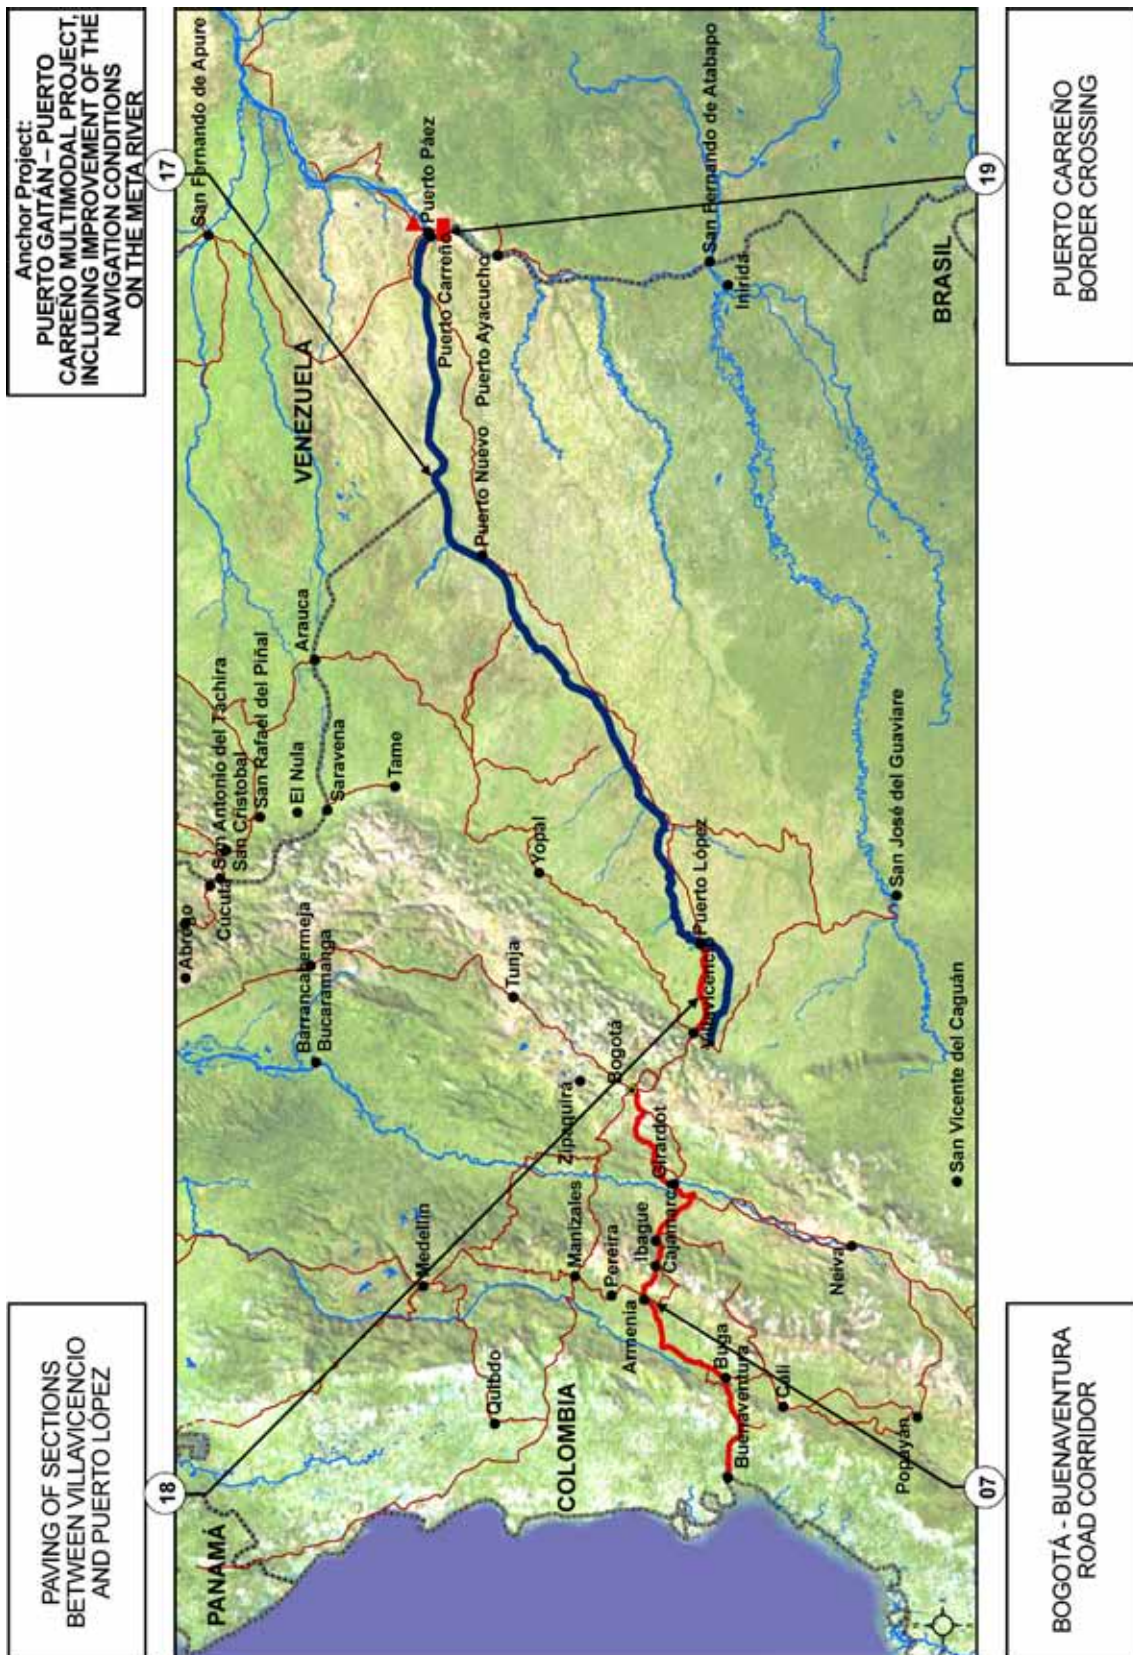 PAVING OF SECTIONS
BETWEEN VILLAVICENCIO
AND PUERTO LÓPEZ
Anchor Project:
PUERTO GAITÁN – PUERTO
CARREÑO MULTIMODAL PROJECT,
INCLUDING IMPROVEMENT OF THE
NAVIGATION CONDITIONS
ON THE META RIVER
18
17
PANAMÁ
Abrego
Cúcuta
San Antonio del Tachira
San Cristobal
San Rafael del Piñal
El Nula
Saravena
Arauca
Tame
San Fernando de Apure
VENEZUELA
Barrancabermeja
Bucaramanga
Medellín
Quibdo
Tunja
Yopal
Puerto Nuevo
Puerto Páez
Puerto Carreño
Puerto Ayacucho
COLOMBIA
Manizales
Pereira
Zipaquirá
Bogotá
Armenia
Ibague
Cajamarca
Girardot
Villavicencio
Puerto López
Buga
Buenaventura
Cali
Popayán
Neiva
San José del Guaviare
San Vicente del Caguán
San Fernando de Atabapo
Inirida
BRASIL
N
07
19
BOGOTÁ - BUENAVENTURA
ROAD CORRIDOR
PUERTO CARREÑO
BORDER CROSSING